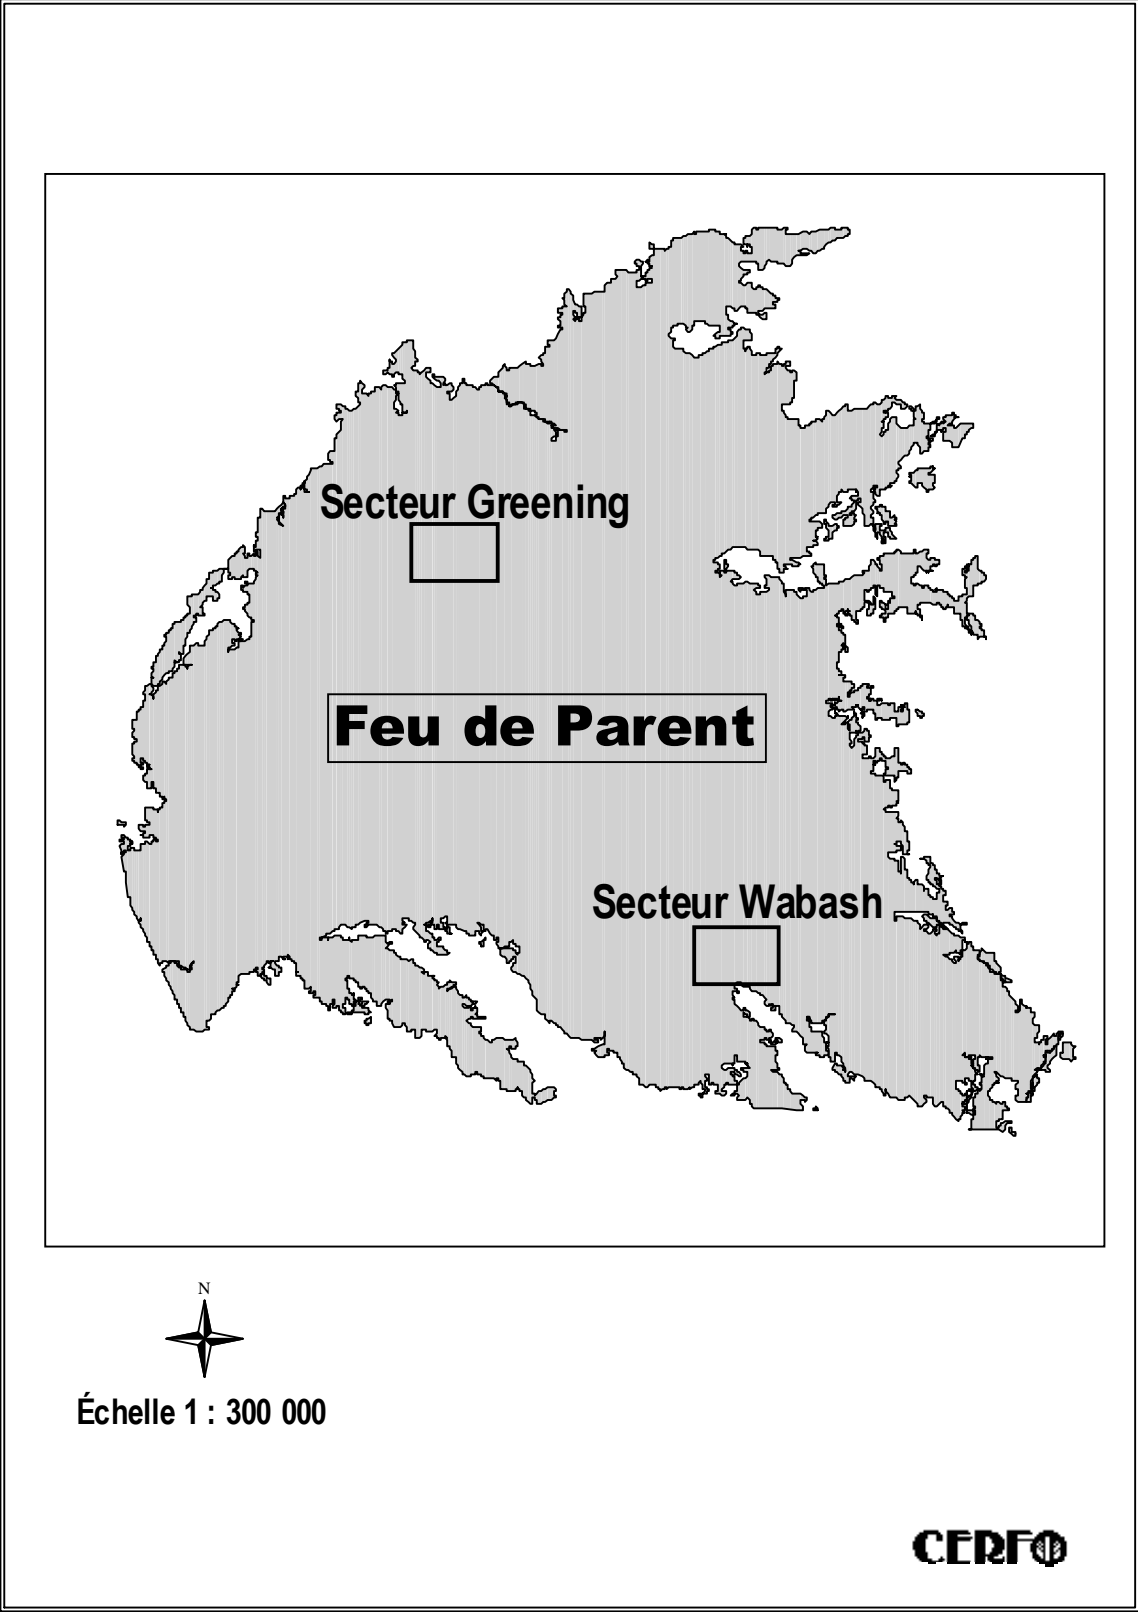 Secteur Greening
Feu de Parent
Secteur Wabash
N
Échelle 1 : 300 000
CERFO